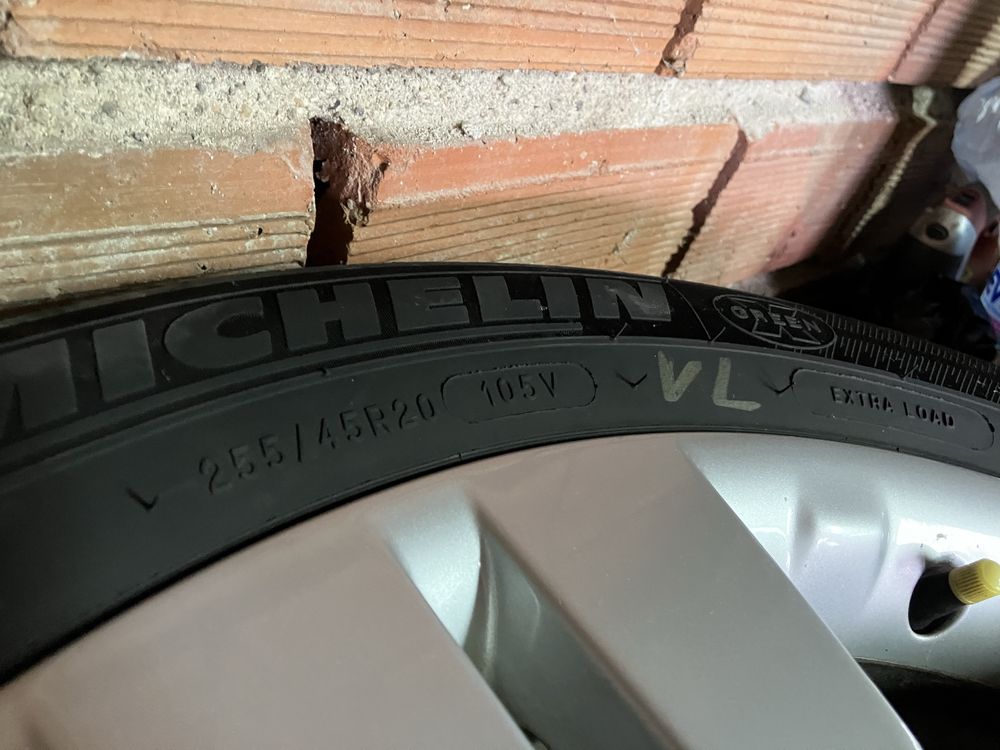 MICHELIN
GREEN X
255/45R20 105V
VL
EXTRA LOAD